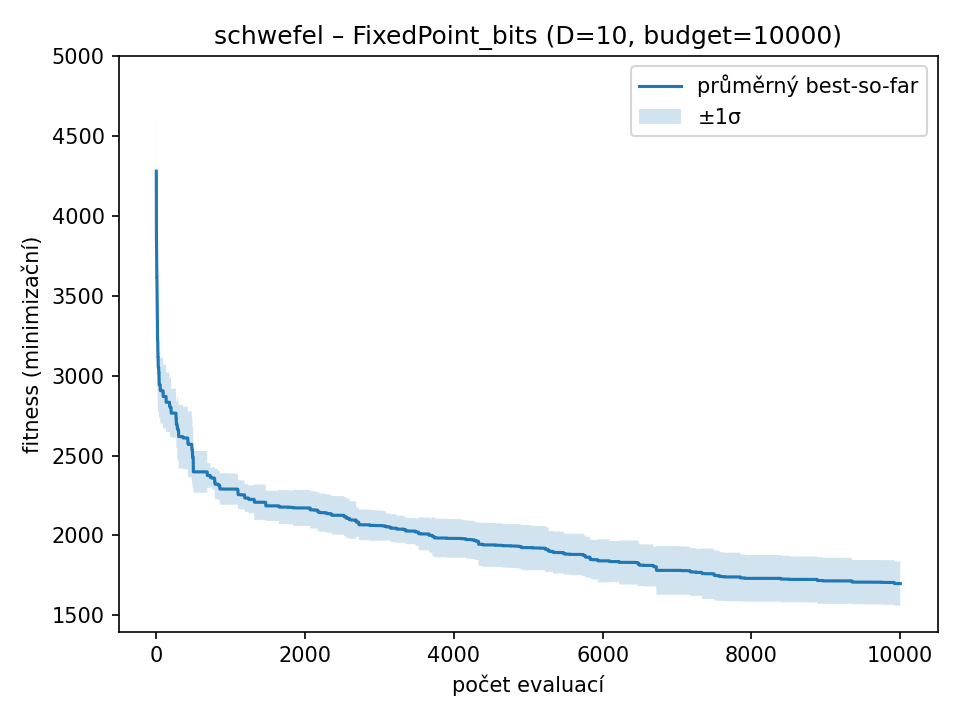 schwefel – FixedPoint_bits (D=10, budget=10000)
průměrný best-so-far
±1σ
fitness (minimizační)
5000
4500
4000
3500
3000
2500
2000
1500
0 2000 4000 6000 8000 10000
počet evaluací